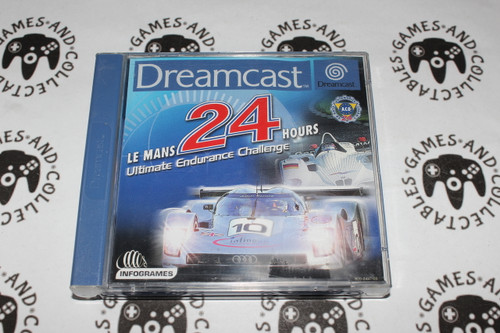 Dreamcast
Dreamcast
A.C.O
24
LE MANS HOURS
Ultimate Endurance Challenge
10
INFOGRAMES
GAMES-AND-COLLECTABLES
GAMES-AND-COLLECTABLES
GAMES-AND-COLLECTABLES
GAMES-AND-COLLECTABLES